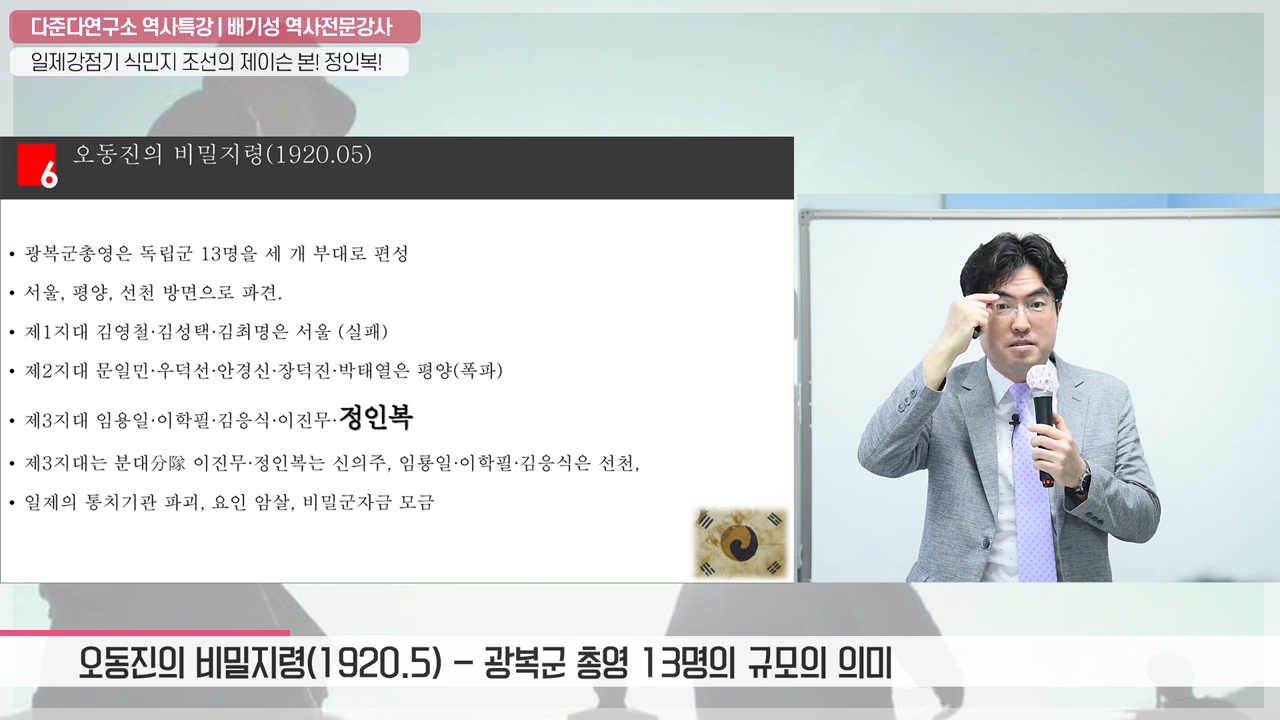 다준다연구소 역사특강 | 배기성 역사전문강사
일제강점기 식민지 조선의 제이슨 본! 정인복!
6
오동진의 비밀지령(1920.05)
• 광복군총영은 독립군 13명을 세 개 부대로 편성
• 서울, 평양, 선천 방면으로 파견.
• 제1지대 김영철·김성택·김최명은 서울 (실패)
• 제2지대 문일민·우덕선·안경신·장덕진·박태열은 평양(폭파)
• 제3지대 임용일·이학필·김응식·이진무·정인복
• 제3지대는 분대分隊 이진무·정인복는 신의주, 임룡일·이학필·김응식은 선천,
• 일제의 통치기관 파괴, 요인 암살, 비밀군자금 모금
오동진의 비밀지령(1920.5) - 광복군 총영 13명의 규모의 의미